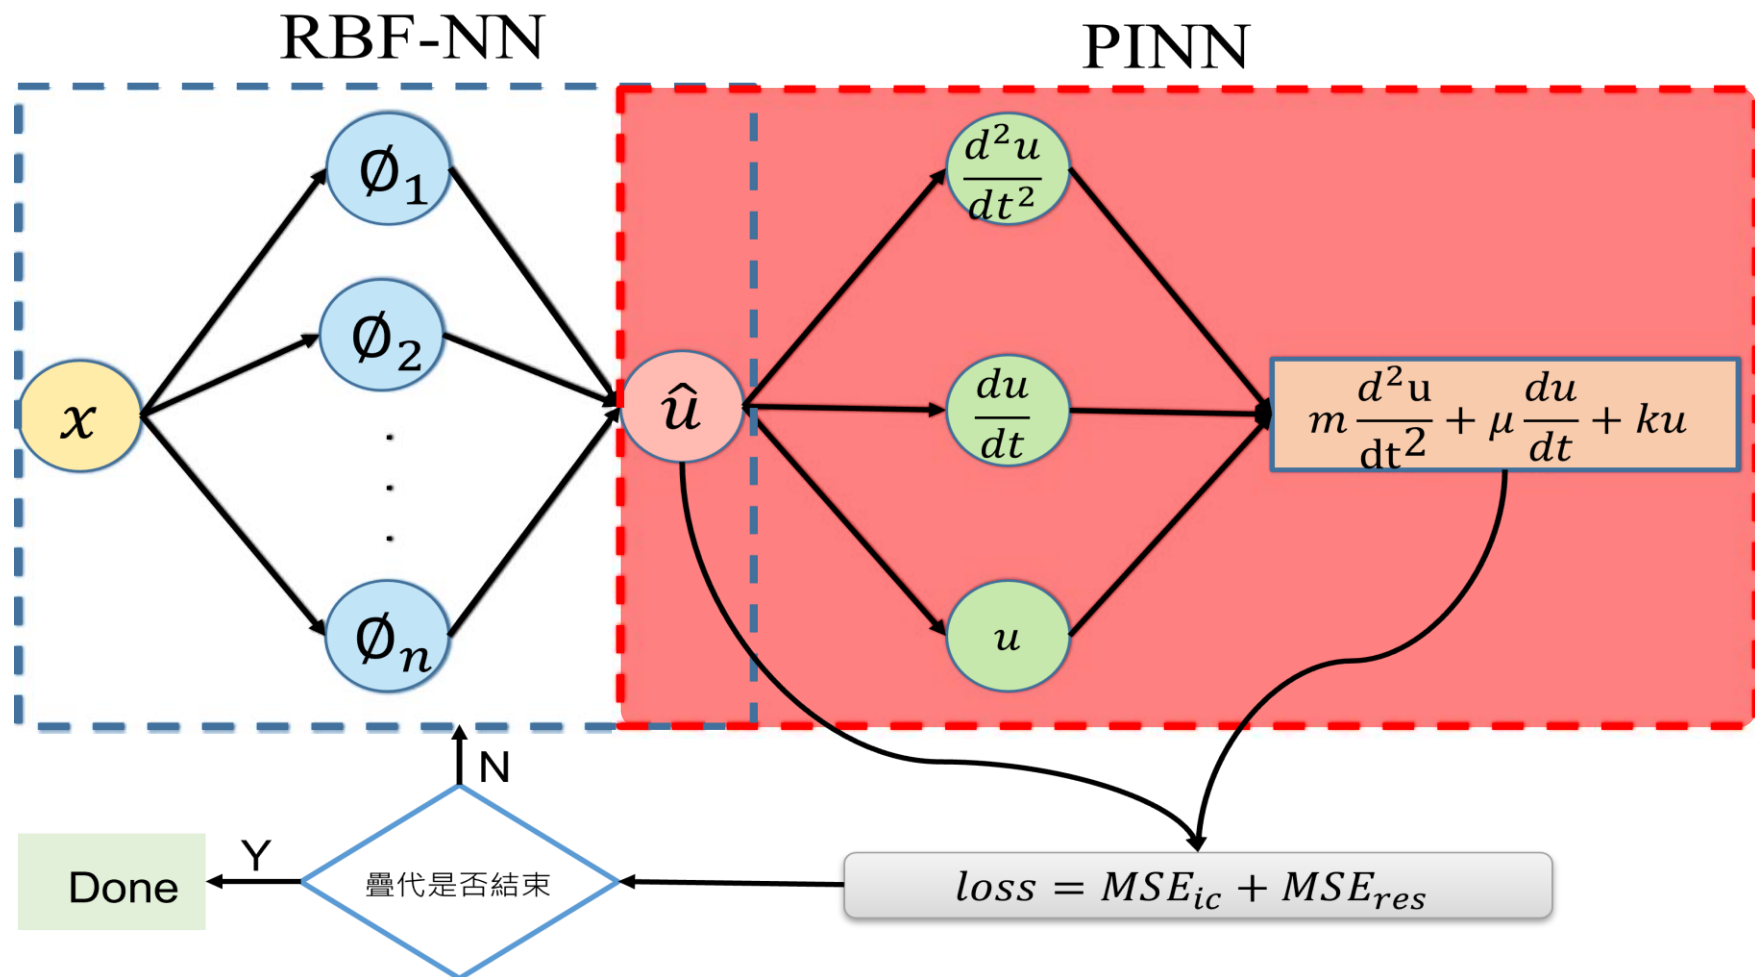 RBF-NN
PINN
x
∅₁
∅₂
.
.
.
∅ₙ
û
d²u/dt²
du/dt
u
m d²u/dt² + μ du/dt + ku
N
Y
Done
疊代是否結束
loss = MSE_ic + MSE_res